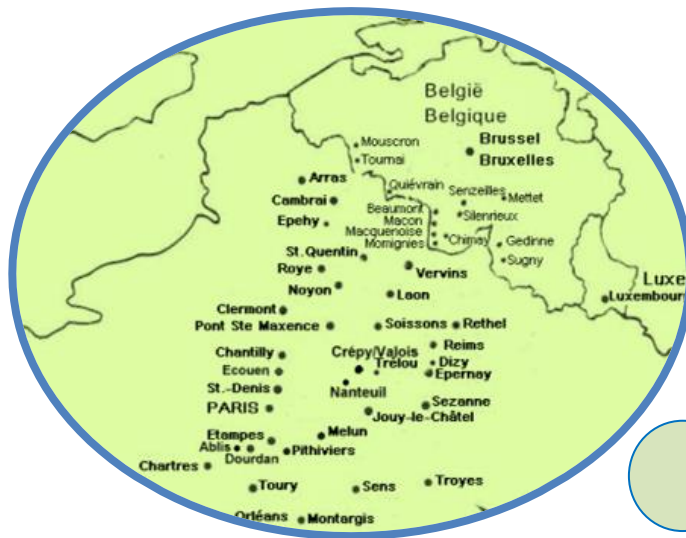 België
Belgique
Brussel
Bruxelles
Mouscron
Tournai
Arras
Quiévrain
Senzeilles
Mettet
Cambrai
Beaumont
Silenrieux
Epehy
Macon
Macquenoise
Chimay
Momignies
Gedinne
St.Quentin
Sugny
Roye
Vervins
Luxe
Noyon
Laon
Luxembour
Clermont
Pont Ste Maxence
Soissons
Rethel
Reims
Chantilly
Crépy/Valois
Dizy
Trélou
Ecouen
Epernay
St.-Denis
Nanteuil
PARIS
Sezanne
Jouy-le-Châtel
Etampes
Melun
Ablis
Pithiviers
Dourdan
Chartres
Toury
Sens
Troyes
Orléans
Montargis